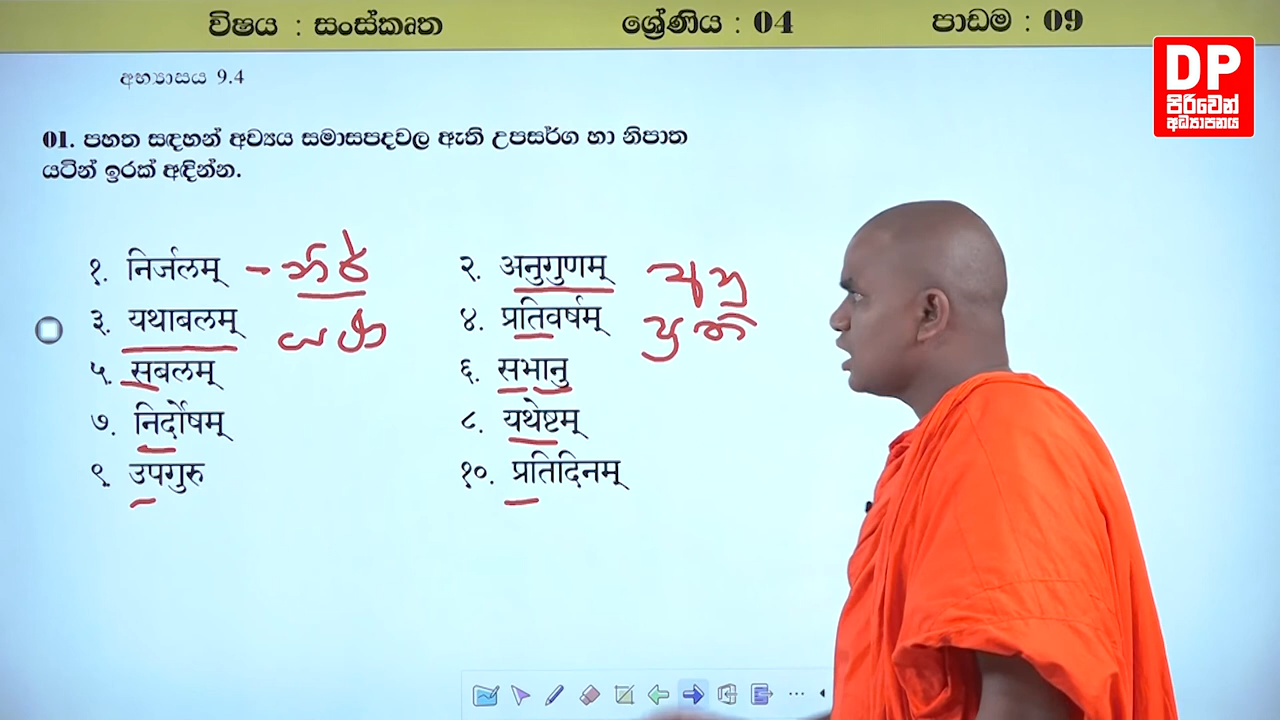 විෂය : සංස්කෘත ශ්‍රේණිය : 04 පාඩම : 09
DP
පිරිවෙන්
අධ්‍යාපනය
අභ්‍යාසය 9.4
01. පහත සඳහන් අව්‍යය සමාසපදවල ඇති උපසර්ග හා නිපාත
යටින් ඉරක් අඳින්න.
१. निर्जलम् - නිර් २. अनुगुणम् අනු
३. यथाबलम् යථා ४. प्रतिवर्षम् ප්‍රති
५. सबलम् ६. सभानु
७. निर्दोषम् ८. यथेष्टम्
९. उपगुरु १०. प्रतिदिनम्